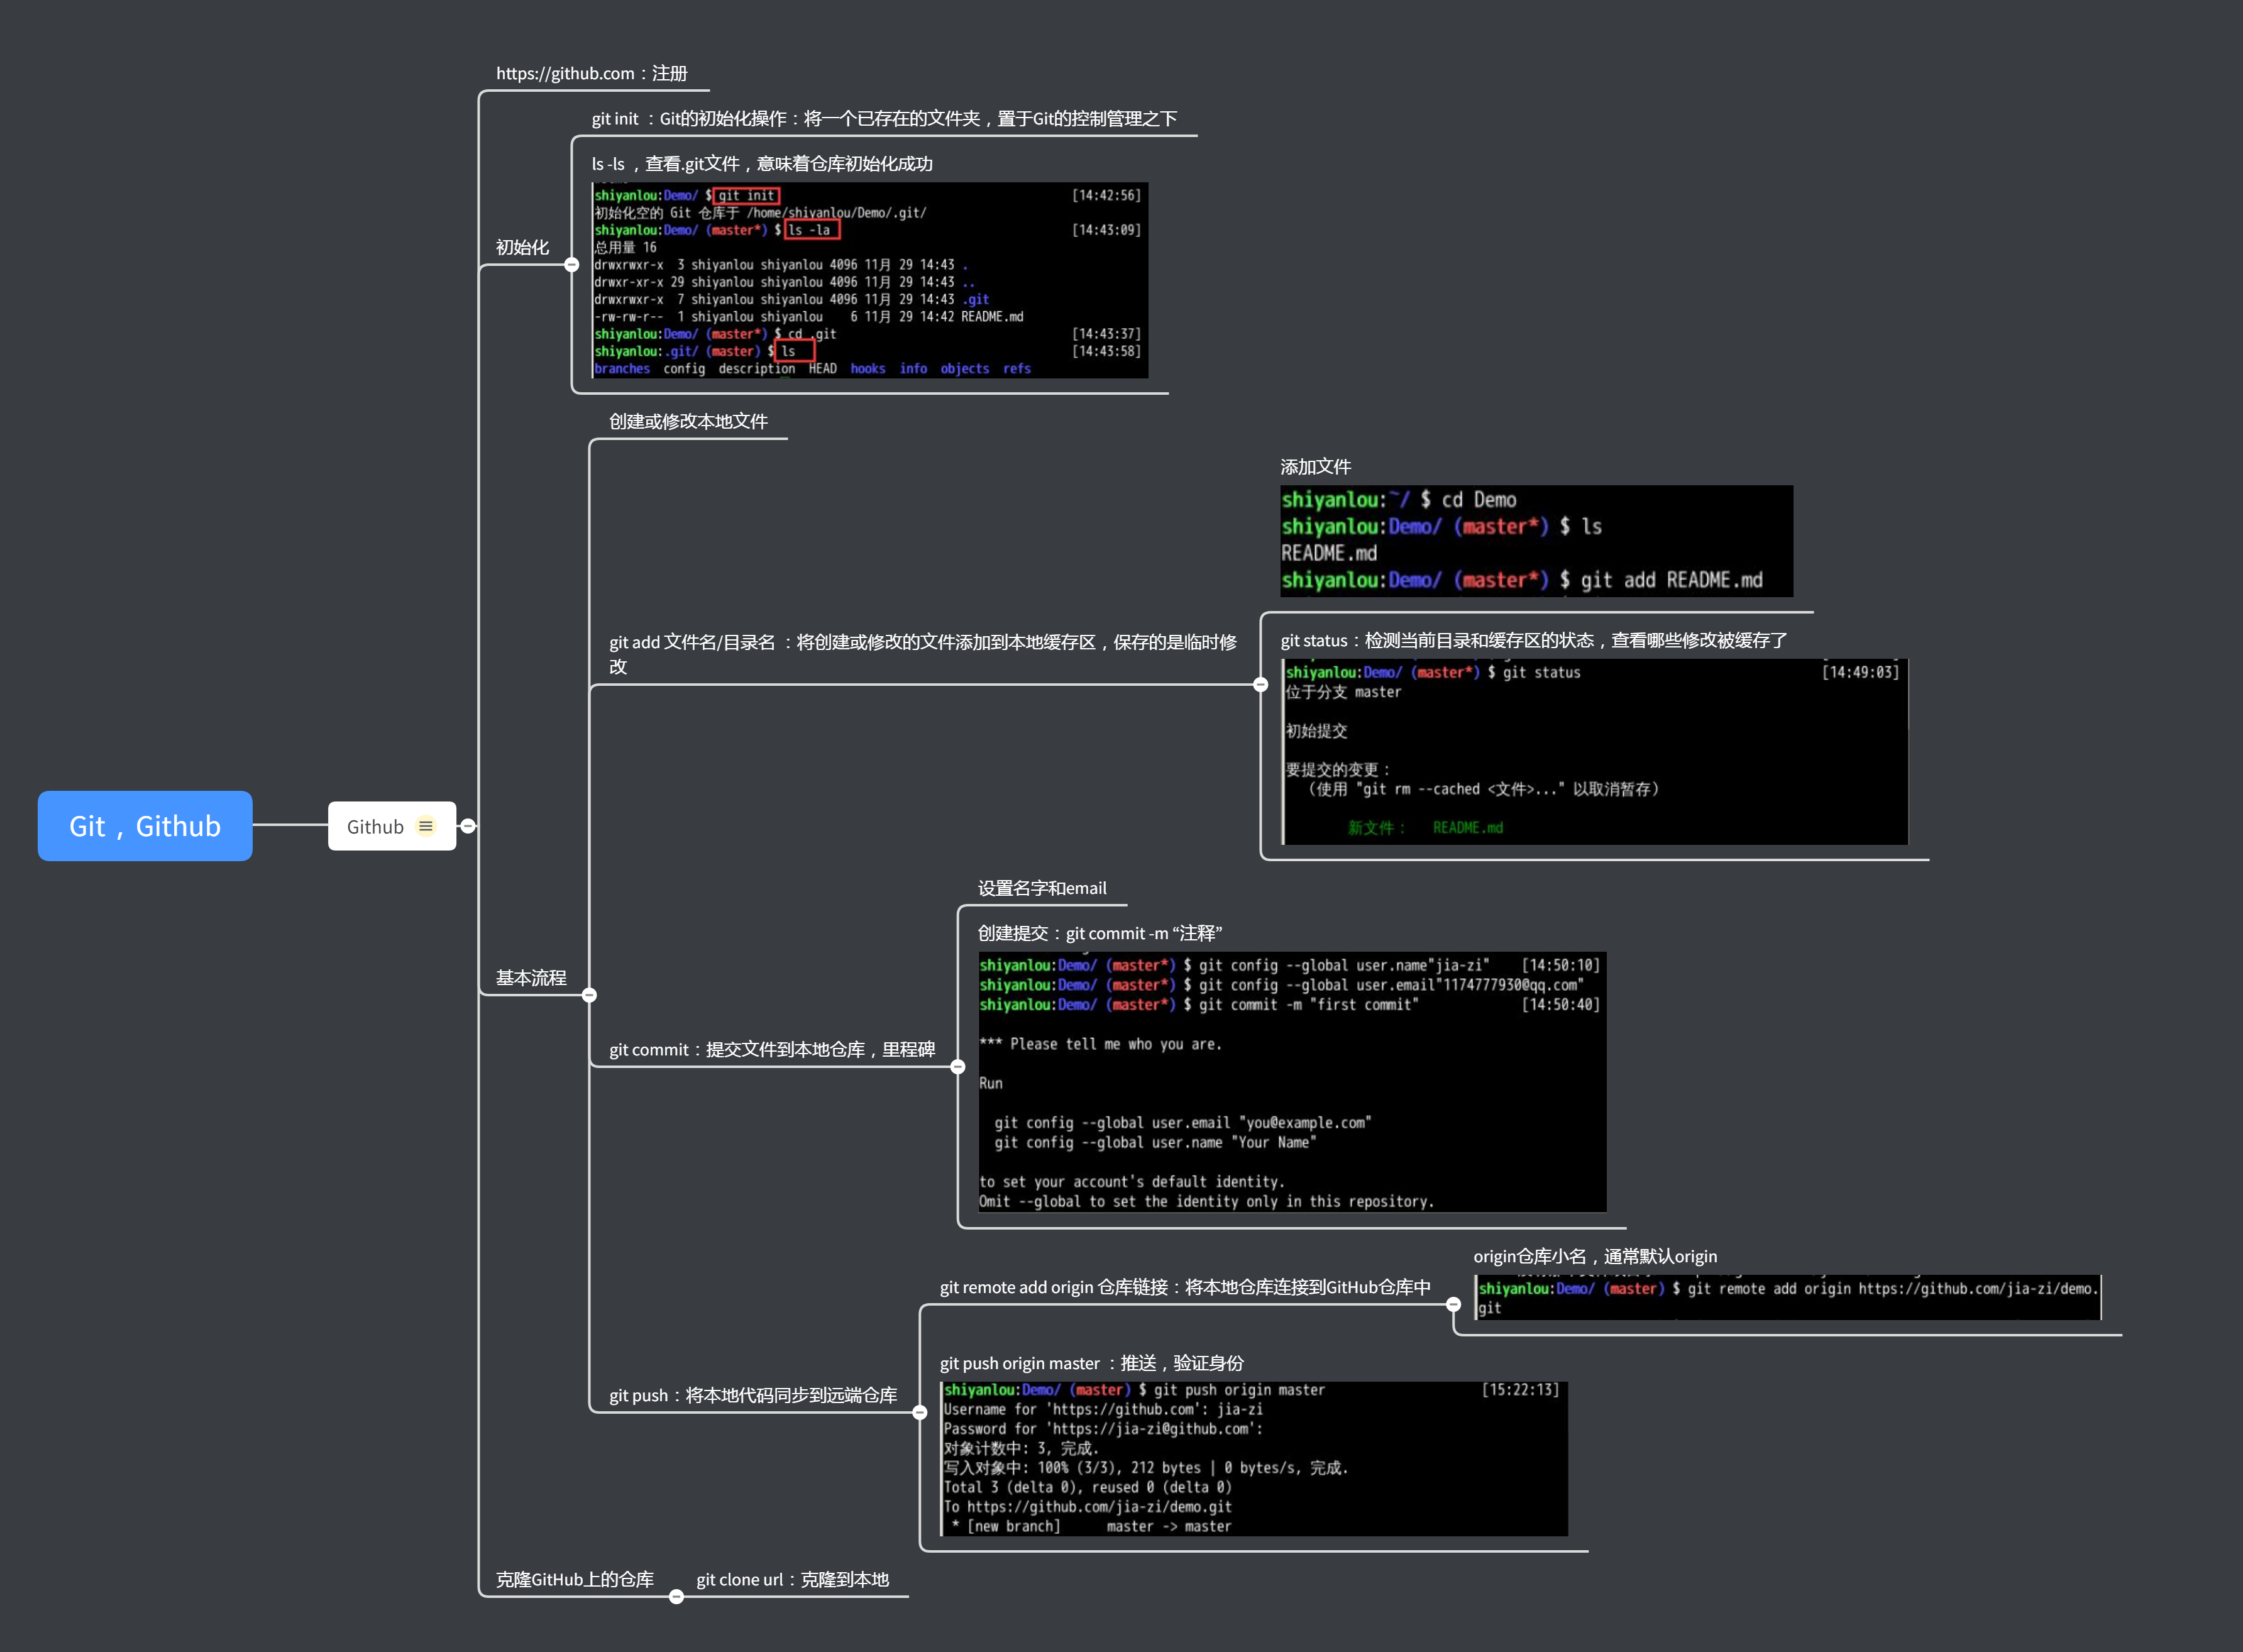 https://github.com：注册
git init ：Git的初始化操作：将一个已存在的文件夹，置于Git的控制管理之下
ls -ls ，查看.git文件，意味着仓库初始化成功
shiyanlou:Demo/ $ git init [14:42:56]
初始化空的 Git 仓库于 /home/shiyanlou/Demo/.git/
shiyanlou:Demo/ (master*) $ ls -la [14:43:09]
总用量 16
drwxrwxr-x 3 shiyanlou shiyanlou 4096 11月 29 14:43 .
drwxr-xr-x 29 shiyanlou shiyanlou 4096 11月 29 14:43 ..
drwxrwxr-x 7 shiyanlou shiyanlou 4096 11月 29 14:43 .git
-rw-rw-r-- 1 shiyanlou shiyanlou 6 11月 29 14:42 README.md
shiyanlou:Demo/ (master*) $ cd .git [14:43:37]
shiyanlou:.git/ (master) $ ls [14:43:58]
branches config description HEAD hooks info objects refs
初始化
创建或修改本地文件
添加文件
shiyanlou:~/ $ cd Demo
shiyanlou:Demo/ (master*) $ ls
README.md
shiyanlou:Demo/ (master*) $ git add README.md
git add 文件名/目录名 ：将创建或修改的文件添加到本地缓存区，保存的是临时修
改
git status：检测当前目录和缓存区的状态，查看哪些修改被缓存了
shiyanlou:Demo/ (master*) $ git status [14:49:03]
位于分支 master
初始提交
要提交的变更：
（使用 "git rm --cached <文件>..." 以取消暂存）
新文件： README.md
Git，Github
Github
设置名字和email
创建提交：git commit -m “注释”
shiyanlou:Demo/ (master*) $ git config --global user.name"jia-zi" [14:50:10]
shiyanlou:Demo/ (master*) $ git config --global user.email"1174777930@qq.com"
shiyanlou:Demo/ (master*) $ git commit -m "first commit" [14:50:40]
*** Please tell me who you are.
Run
git config --global user.email "you@example.com"
git config --global user.name "Your Name"
to set your account's default identity.
Omit --global to set the identity only in this repository.
基本流程
git commit：提交文件到本地仓库，里程碑
git remote add origin 仓库链接：将本地仓库连接到GitHub仓库中
origin仓库小名，通常默认origin
shiyanlou:Demo/ (master) $ git remote add origin https://github.com/jia-zi/demo.
git
git push：将本地代码同步到远端仓库
git push origin master ：推送，验证身份
shiyanlou:Demo/ (master) $ git push origin master [15:22:13]
Username for 'https://github.com': jia-zi
Password for 'https://jia-zi@github.com':
对象计数中: 3, 完成.
写入对象中: 100% (3/3), 212 bytes | 0 bytes/s, 完成.
Total 3 (delta 0), reused 0 (delta 0)
To https://github.com/jia-zi/demo.git
* [new branch] master -> master
克隆GitHub上的仓库
git clone url：克隆到本地